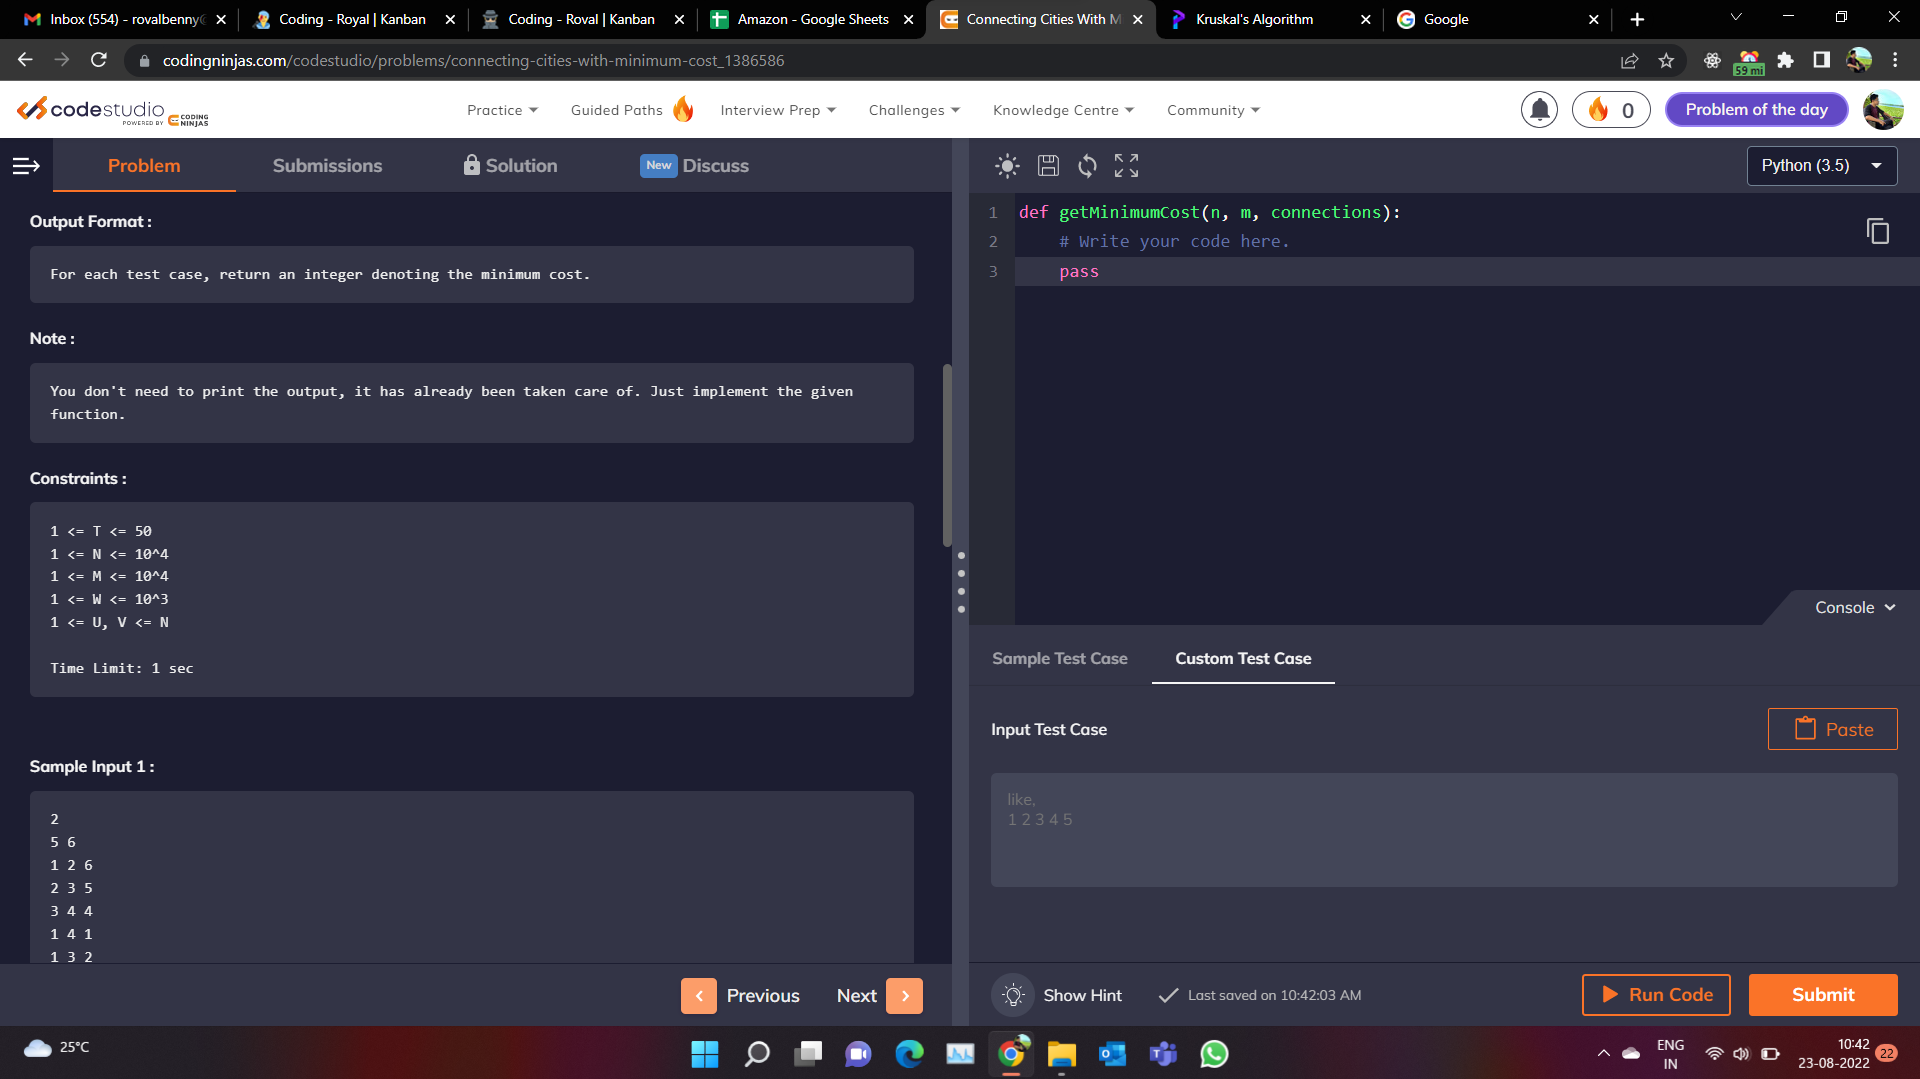 Inbox (554) - rovalbenny@
Coding - Royal | Kanban
Coding - Roval | Kanban
Amazon - Google Sheets
Connecting Cities With M
Kruskal's Algorithm
Google
codingninjas.com/codestudio/problems/connecting-cities-with-minimum-cost_1386586
59 mi
codestudio
POWERED BY CODING NINJAS
Practice
Guided Paths
Interview Prep
Challenges
Knowledge Centre
Community
0
Problem of the day
Problem
Submissions
Solution
New Discuss
Python (3.5)
Output Format :
For each test case, return an integer denoting the minimum cost.
Note :
You don't need to print the output, it has already been taken care of. Just implement the given
function.
Constraints :
1 <= T <= 50
1 <= N <= 10^4
1 <= M <= 10^4
1 <= W <= 10^3
1 <= U, V <= N
Time Limit: 1 sec
Sample Input 1 :
2
5 6
1 2 6
2 3 5
3 4 4
1 4 1
1 3 2
Previous
Next
1 def getMinimumCost(n, m, connections):
2 # Write your code here.
3 pass
Console
Sample Test Case
Custom Test Case
Input Test Case
Paste
like,
1 2 3 4 5
Show Hint
Last saved on 10:42:03 AM
Run Code
Submit
25°C
ENG
IN
10:42
23-08-2022
22